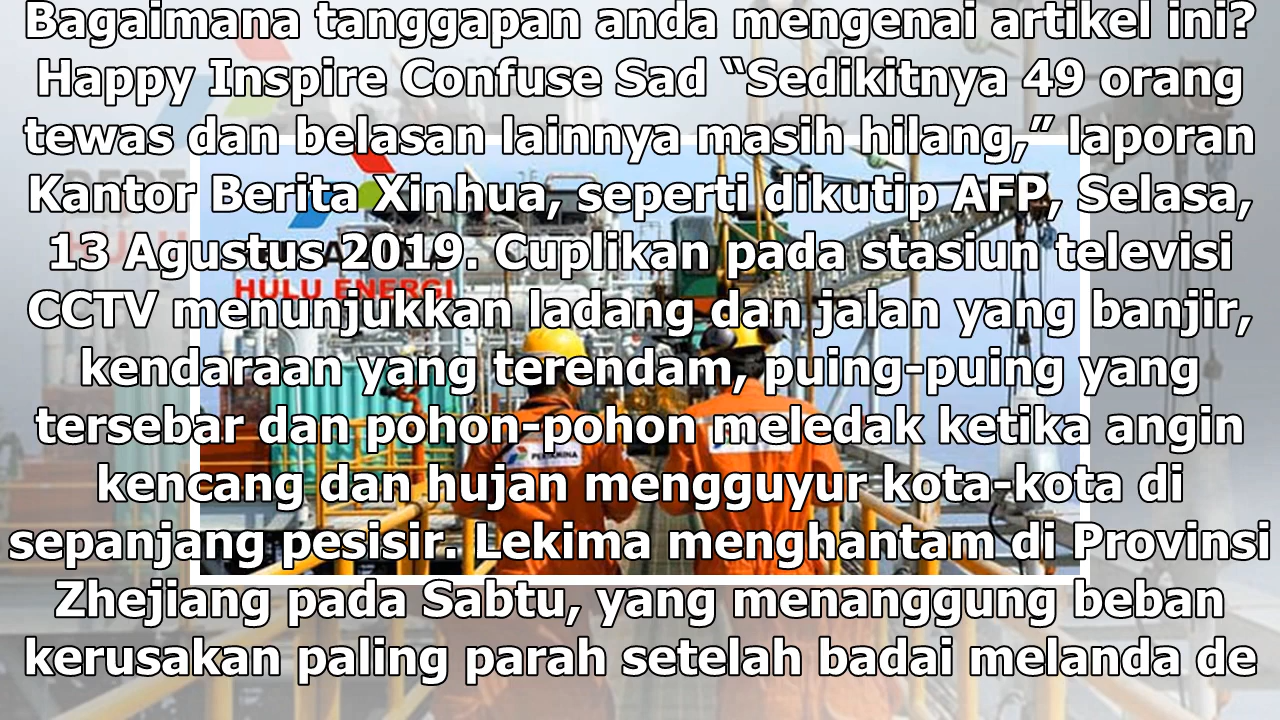 Bagaimana tanggapan anda mengenai artikel ini?
Happy Inspire Confuse Sad “Sedikitnya 49 orang
tewas dan belasan lainnya masih hilang,” laporan
Kantor Berita Xinhua, seperti dikutip AFP, Selasa,
13 Agustus 2019. Cuplikan pada stasiun televisi
CCTV menunjukkan ladang dan jalan yang banjir,
kendaraan yang terendam, puing-puing yang
tersebar dan pohon-pohon meledak ketika angin
kencang dan hujan mengguyur kota-kota di
sepanjang pesisir. Lekima menghantam di Provinsi
Zhejiang pada Sabtu, yang menanggung beban
kerusakan paling parah setelah badai melanda de
HULU ENERGI
PERTAMINA